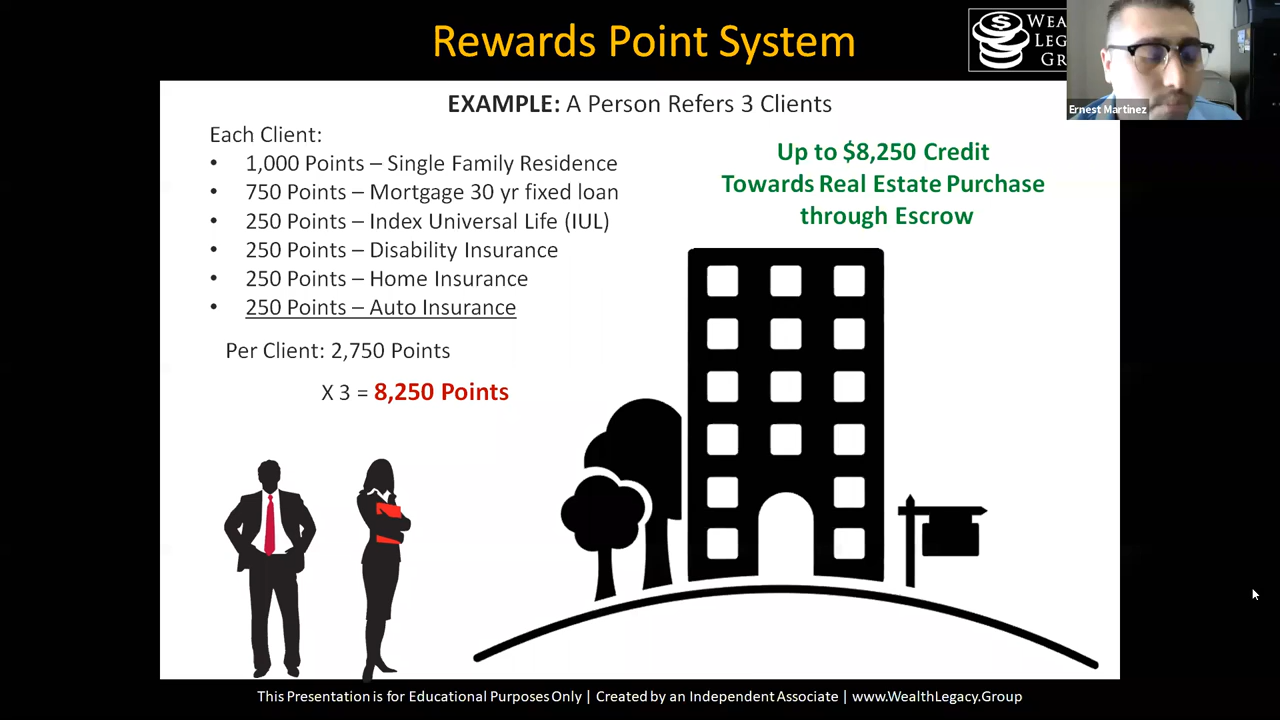 Rewards Point System
WEA
LEG
GR
Ernest Martinez
EXAMPLE: A Person Refers 3 Clients
Each Client:
• 1,000 Points – Single Family Residence
• 750 Points – Mortgage 30 yr fixed loan
• 250 Points – Index Universal Life (IUL)
• 250 Points – Disability Insurance
• 250 Points – Home Insurance
• 250 Points – Auto Insurance
Per Client: 2,750 Points
X 3 = 8,250 Points
Up to $8,250 Credit
Towards Real Estate Purchase
through Escrow
This Presentation is for Educational Purposes Only | Created by an Independent Associate | www.WealthLegacy.Group